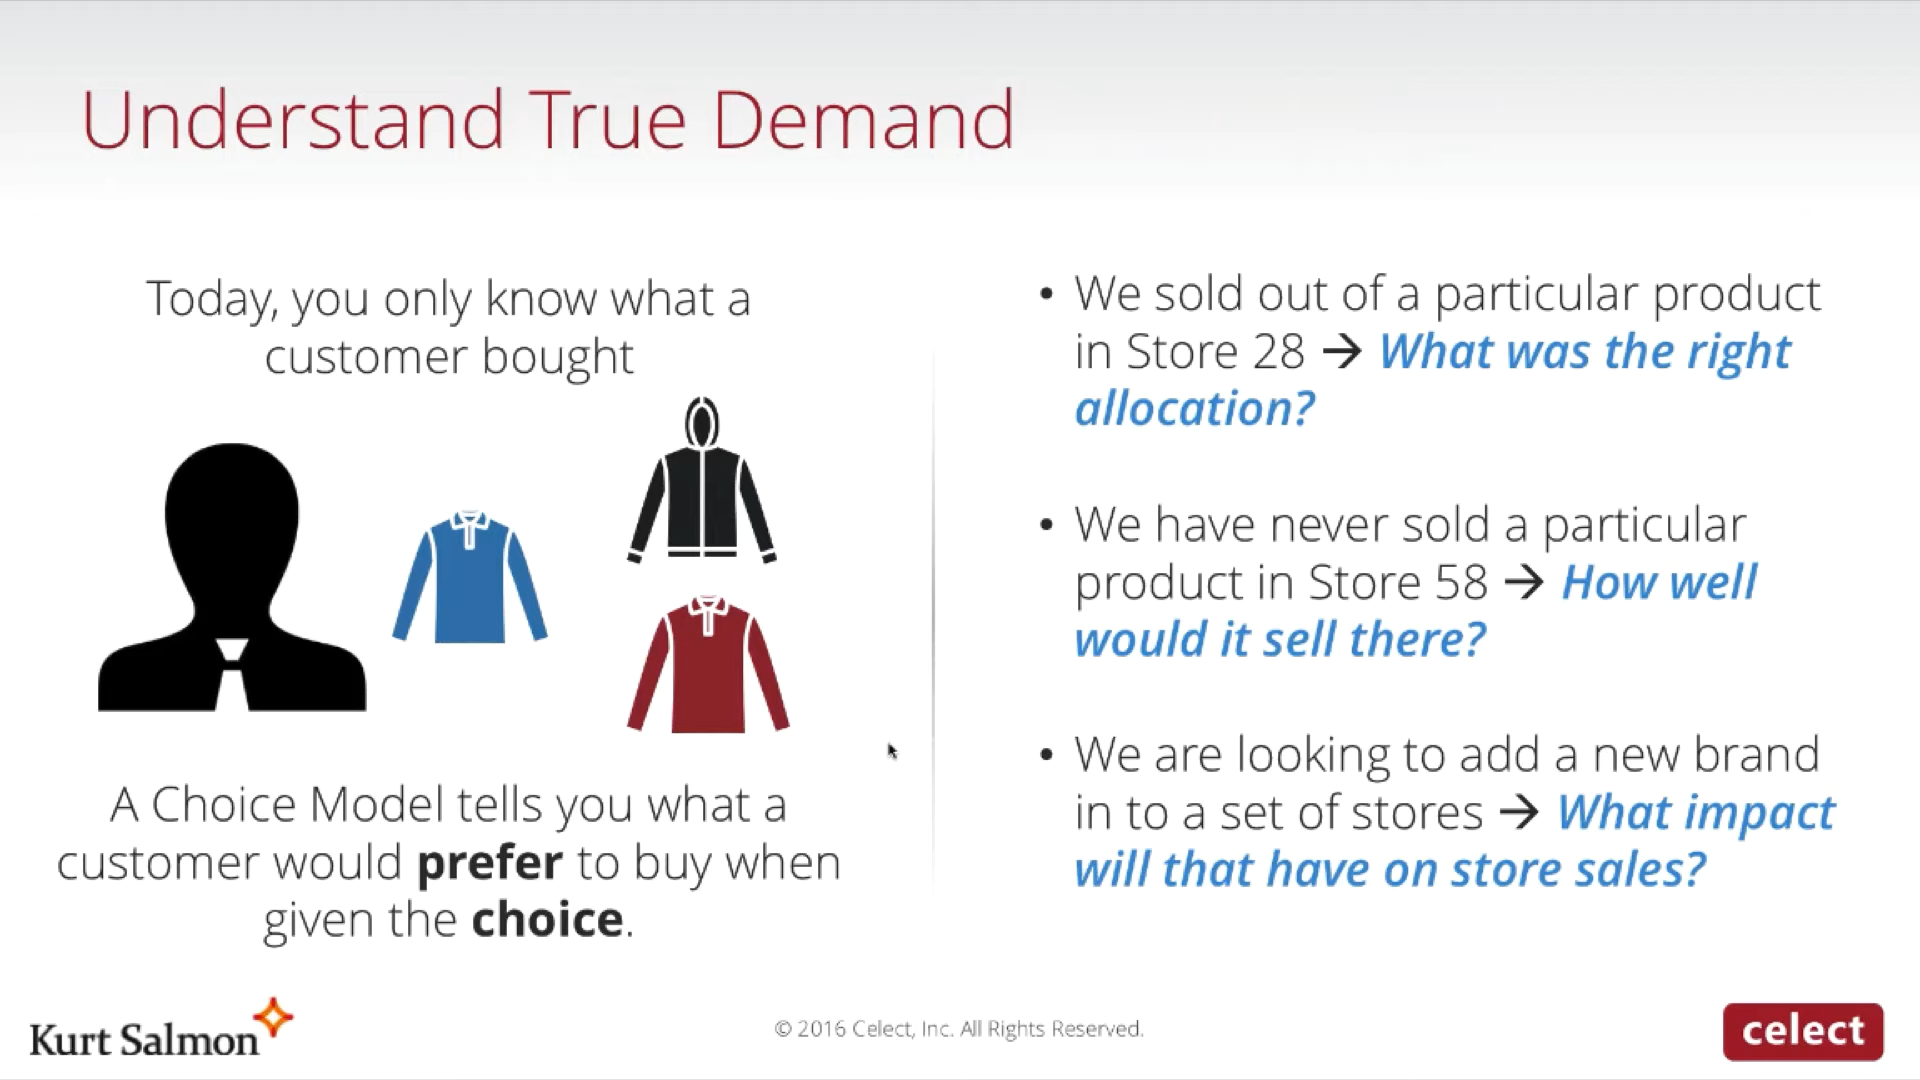 Understand True Demand
Today, you only know what a
customer bought
A Choice Model tells you what a
customer would prefer to buy when
given the choice.
• We sold out of a particular product
in Store 28 → What was the right
allocation?
• We have never sold a particular
product in Store 58 → How well
would it sell there?
• We are looking to add a new brand
in to a set of stores → What impact
will that have on store sales?
Kurt Salmon
© 2016 Celect, Inc. All Rights Reserved.
celect